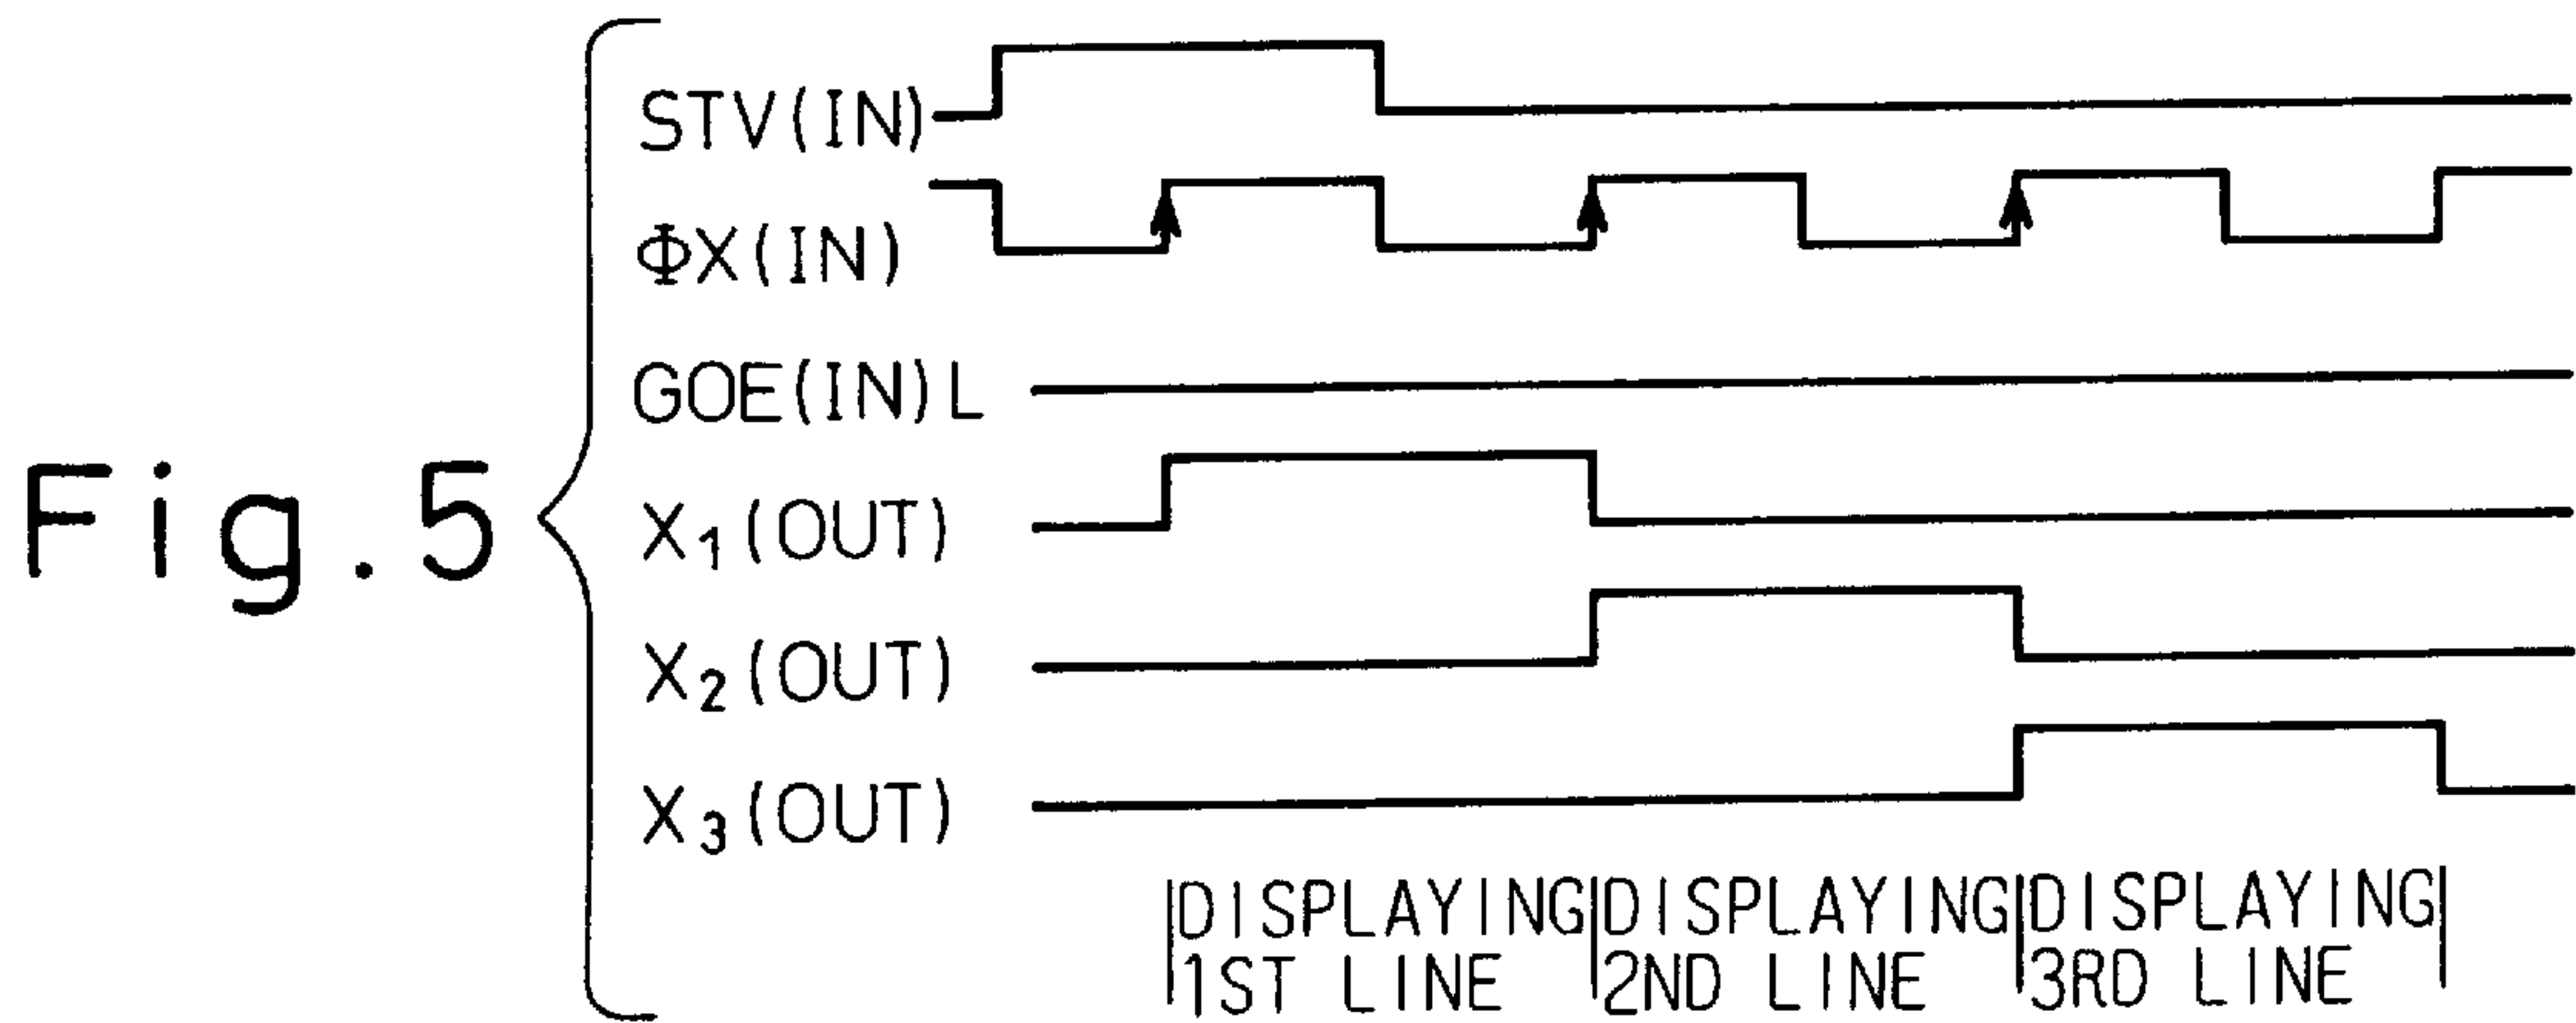 Fig.5
STV(IN)
ΦX(IN)
GOE(IN)L
X₁(OUT)
X₂(OUT)
X₃(OUT)
DISPLAYING 1ST LINE
DISPLAYING 2ND LINE
DISPLAYING 3RD LINE